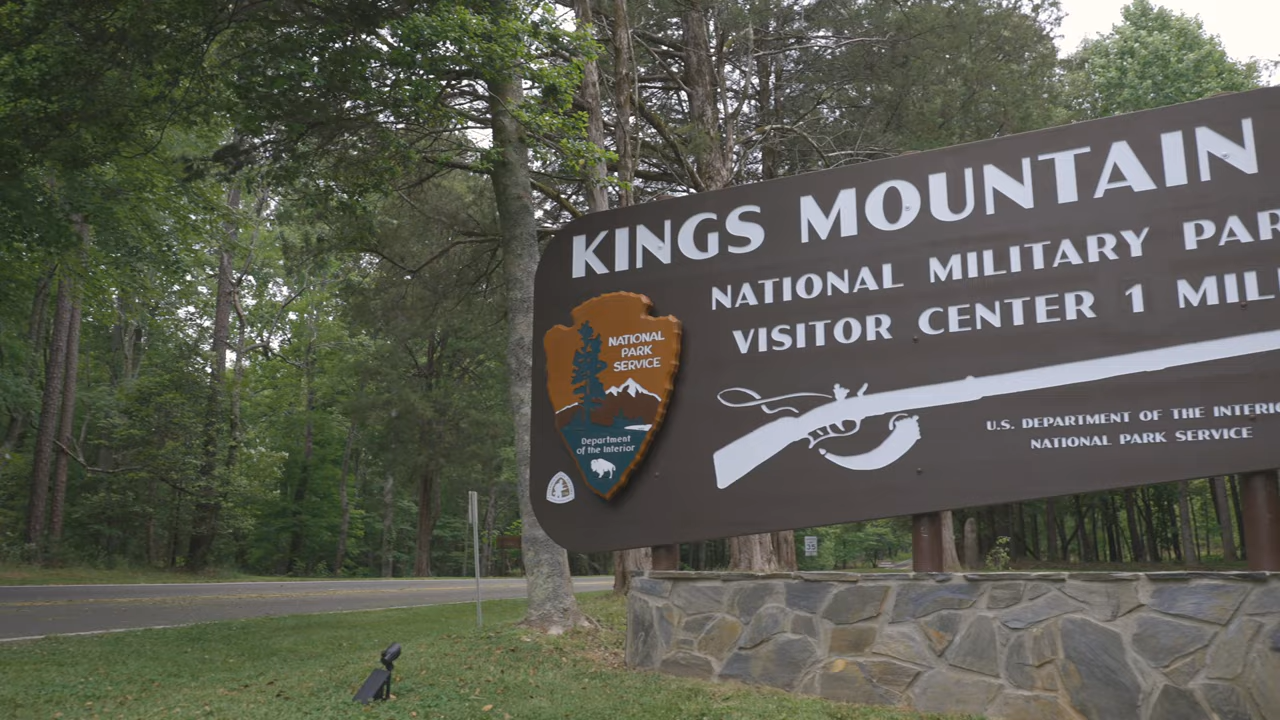 KINGS MOUNTAIN
NATIONAL MILITARY PAR
VISITOR CENTER 1 MIL
NATIONAL
PARK
SERVICE
Department
of the Interior
U.S. DEPARTMENT OF THE INTERIO
NATIONAL PARK SERVICE